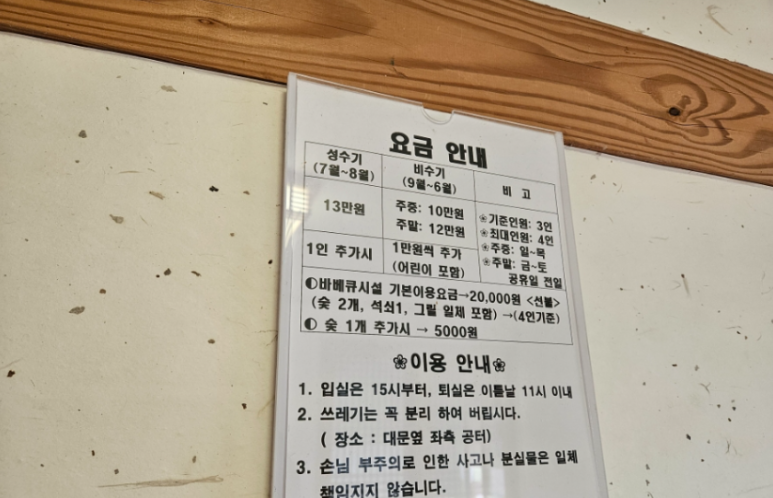 요금 안내
성수기 비수기 비 고
(7월~8월) (9월~6월)
13만원 주중: 10만원 ※기준인원: 3인
주말: 12만원 ※최대인원: 4인
1인 추가시 1만원씩 추가 ※주중: 일~목
(어린이 포함) ※주말: 금~토
공휴일 전일
◐바베큐시설 기본이용요금→20,000원 <선불>
(숯 2개, 석쇠1, 그릴 일체 포함) →(4인기준)
◐ 숯 1개 추가시 → 5000원
❀이용 안내❀
1. 입실은 15시부터, 퇴실은 이튿날 11시 이내
2. 쓰레기는 꼭 분리 하여 버립시다.
( 장소 : 대문옆 좌측 공터)
3. 손님 부주의로 인한 사고나 분실물은 일체
책임지지 않습니다.